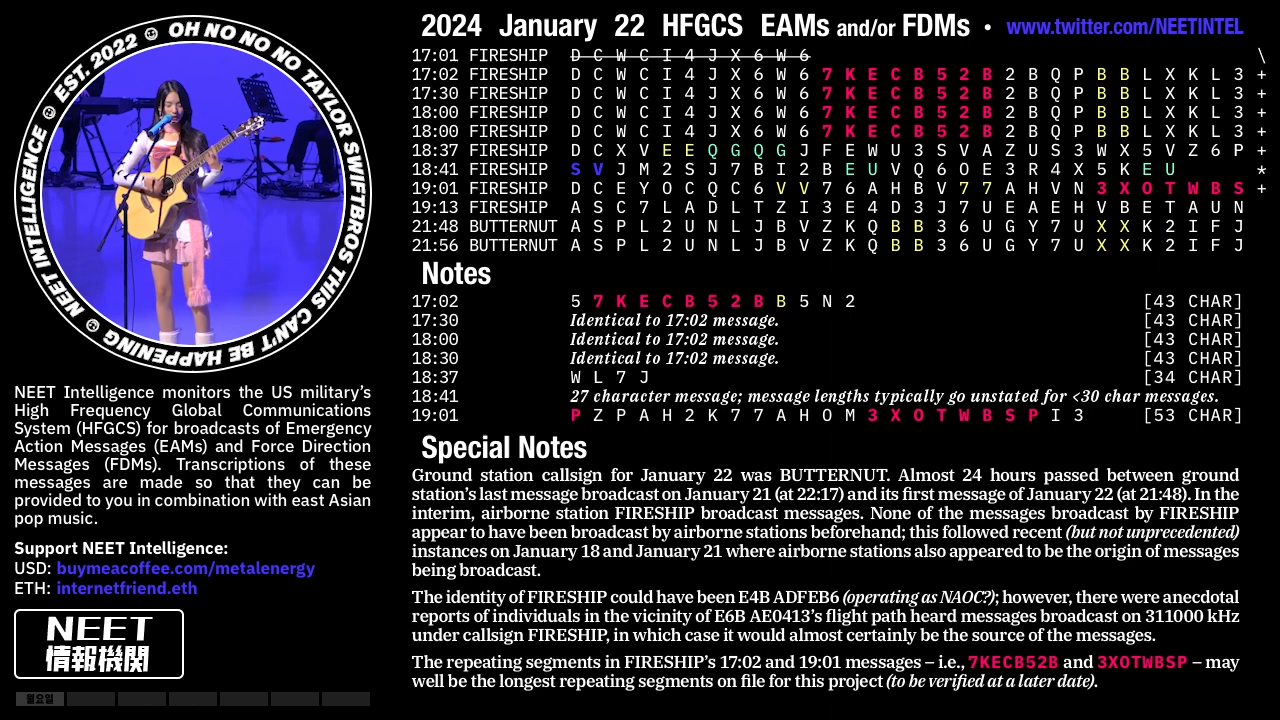 OH NO NO NO TAYLOR SWIFTBROS THIS CAN'T BE HAPPENING ☺ NEET INTELLIGENCE ☺ EST. 2022 ☺
NEET Intelligence monitors the US military's
High Frequency Global Communications
System (HFGCS) for broadcasts of Emergency
Action Messages (EAMs) and Force Direction
Messages (FDMs). Transcriptions of these
messages are made so that they can be
provided to you in combination with east Asian
pop music.
Support NEET Intelligence:
USD: buymeacoffee.com/metalenergy
ETH: internetfriend.eth
NEET
情報機関
월요일
2024 January 22 HFGCS EAMs and/or FDMs • www.twitter.com/NEETINTEL
17:01 FIRESHIP D C W C I 4 J X 6 W 6 \
17:02 FIRESHIP D C W C I 4 J X 6 W 6 7 K E C B 5 2 B 2 B Q P B B L X K L 3 +
17:30 FIRESHIP D C W C I 4 J X 6 W 6 7 K E C B 5 2 B 2 B Q P B B L X K L 3 +
18:00 FIRESHIP D C W C I 4 J X 6 W 6 7 K E C B 5 2 B 2 B Q P B B L X K L 3 +
18:00 FIRESHIP D C W C I 4 J X 6 W 6 7 K E C B 5 2 B 2 B Q P B B L X K L 3 +
18:37 FIRESHIP D C X V E E Q G Q G J F E W U 3 S V A Z U S 3 W X 5 V Z 6 P +
18:41 FIRESHIP S V J M 2 S J 7 B I 2 B E U V Q 6 O E 3 R 4 X 5 K E U *
19:01 FIRESHIP D C E Y O C Q C 6 V V 7 6 A H B V 7 7 A H V N 3 X O T W B S +
19:13 FIRESHIP A S C 7 L A D L T Z I 3 E 4 D 3 J 7 U E A E H V B E T A U N
21:48 BUTTERNUT A S P L 2 U N L J B V Z K Q B B 3 6 U G Y 7 U X X K 2 I F J
21:56 BUTTERNUT A S P L 2 U N L J B V Z K Q B B 3 6 U G Y 7 U X X K 2 I F J
Notes
17:02 5 7 K E C B 5 2 B B 5 N 2 [43 CHAR]
17:30 Identical to 17:02 message. [43 CHAR]
18:00 Identical to 17:02 message. [43 CHAR]
18:30 Identical to 17:02 message. [43 CHAR]
18:37 W L 7 J [34 CHAR]
18:41 27 character message; message lengths typically go unstated for <30 char messages.
19:01 P Z P A H 2 K 7 7 A H O M 3 X O T W B S P I 3 [53 CHAR]
Special Notes
Ground station callsign for January 22 was BUTTERNUT. Almost 24 hours passed between ground
station's last message broadcast on January 21 (at 22:17) and its first message of January 22 (at 21:48). In the
interim, airborne station FIRESHIP broadcast messages. None of the messages broadcast by FIRESHIP
appear to have been broadcast by airborne stations beforehand; this followed recent (but not unprecedented)
instances on January 18 and January 21 where airborne stations also appeared to be the origin of messages
being broadcast.
The identity of FIRESHIP could have been E4B ADFEB6 (operating as NAOC?); however, there were anecdotal
reports of individuals in the vicinity of E6B AE0413's flight path heard messages broadcast on 311000 kHz
under callsign FIRESHIP, in which case it would almost certainly be the source of the messages.
The repeating segments in FIRESHIP's 17:02 and 19:01 messages – i.e., 7KECB52B and 3XOTWBSP – may
well be the longest repeating segments on file for this project (to be verified at a later date).